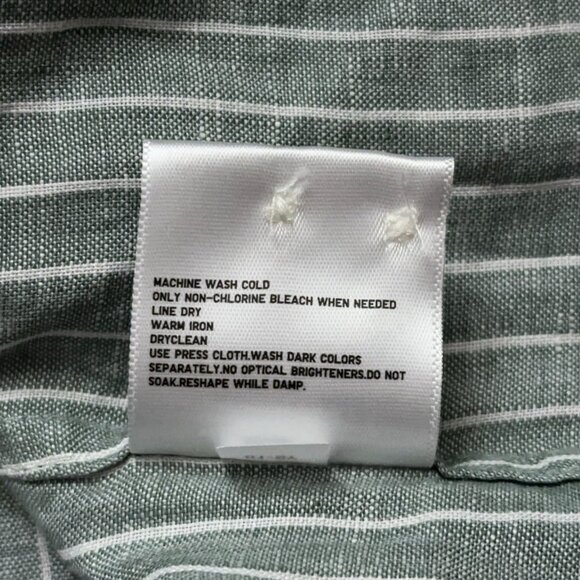 MACHINE WASH COLD
ONLY NON-CHLORINE BLEACH WHEN NEEDED
LINE DRY
WARM IRON
DRYCLEAN
USE PRESS CLOTH.WASH DARK COLORS
SEPARATELY.NO OPTICAL BRIGHTENERS.DO NOT
SOAK.RESHAPE WHILE DAMP.